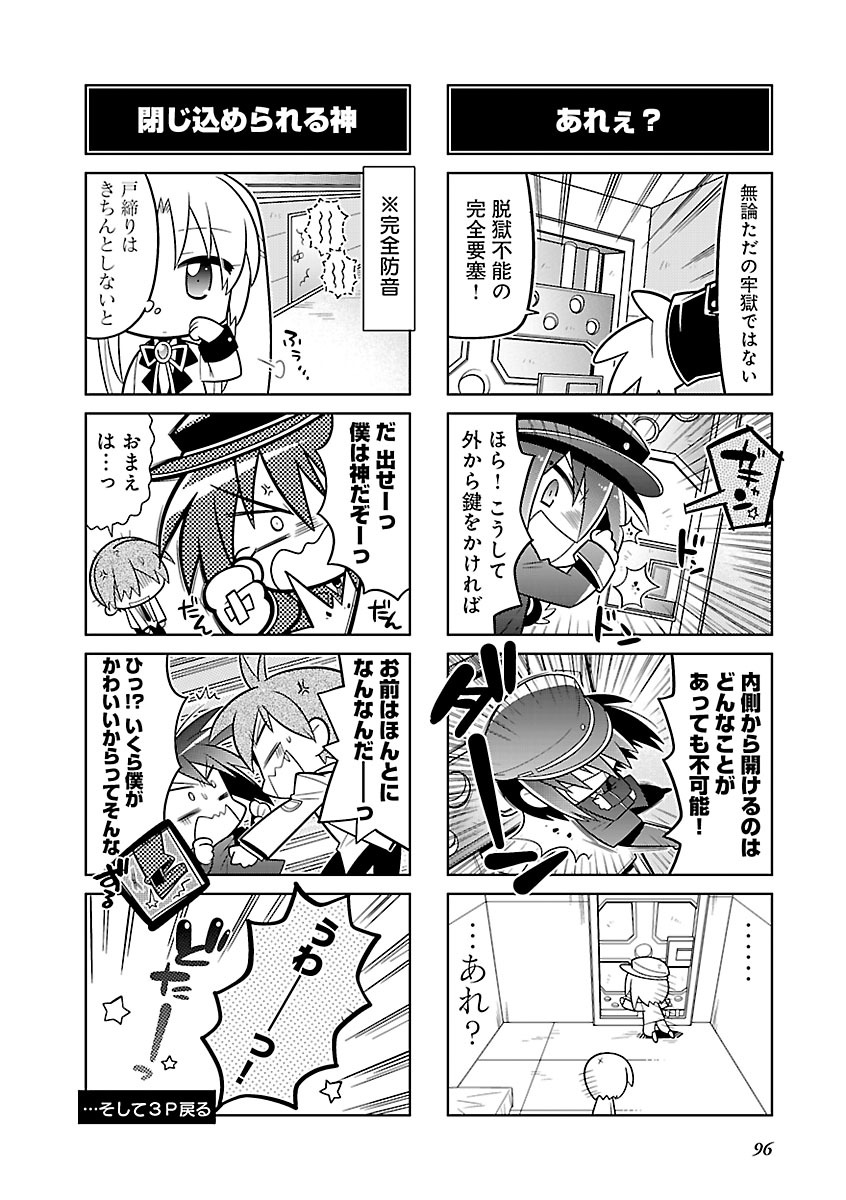 あれぇ？
無論ただの牢獄ではない
脱獄不能の
完全要塞！
ガチャン
ほら！こうして
外から鍵をかければ
ドン
ドン
内側から開けるのは
どんなことが
あっても不可能！
バーン
……
…あれ？
閉じ込められる神
※完全防音
戸締りは
きちんとしないと
ふぅ
だ 出せーっ
僕は神だぞーっ
おまえ
は…っ
だん
だん
お前はほんとに
なんなんだ――っ
ひっ!? いくら僕が
かわいいからってそんな
ずる
うわ――っ！
どたーっ
…そして３Ｐ戻る
96